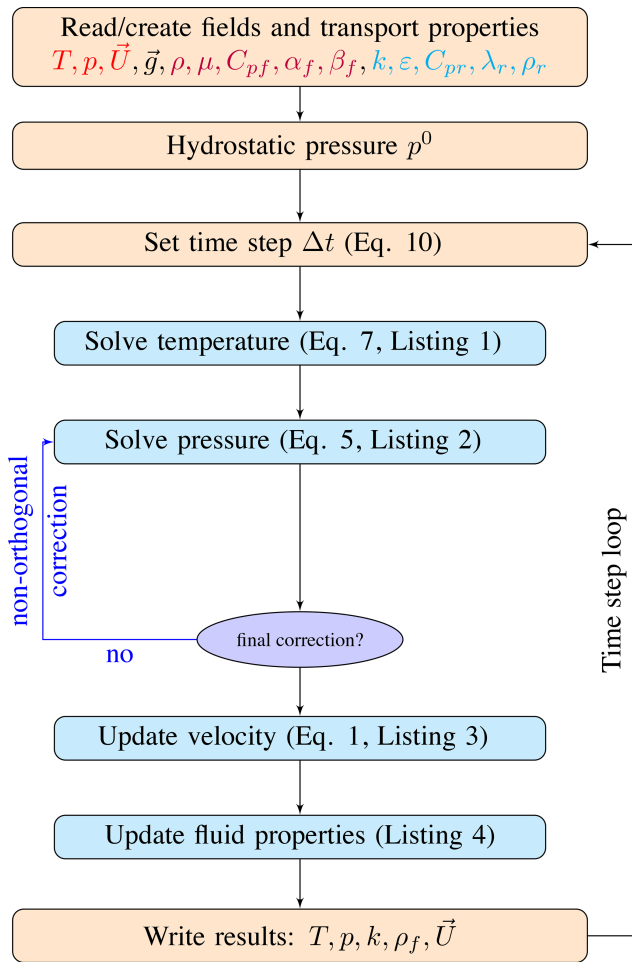 Read/create fields and transport properties
T, p, U⃗, g⃗, ρ, μ, C_pf, α_f, β_f, k, ε, C_pr, λ_r, ρ_r
Hydrostatic pressure p⁰
Set time step Δt (Eq. 10)
Solve temperature (Eq. 7, Listing 1)
Solve pressure (Eq. 5, Listing 2)
non-orthogonal
correction
final correction?
no
Time step loop
Update velocity (Eq. 1, Listing 3)
Update fluid properties (Listing 4)
Write results: T, p, k, ρ_f, U⃗